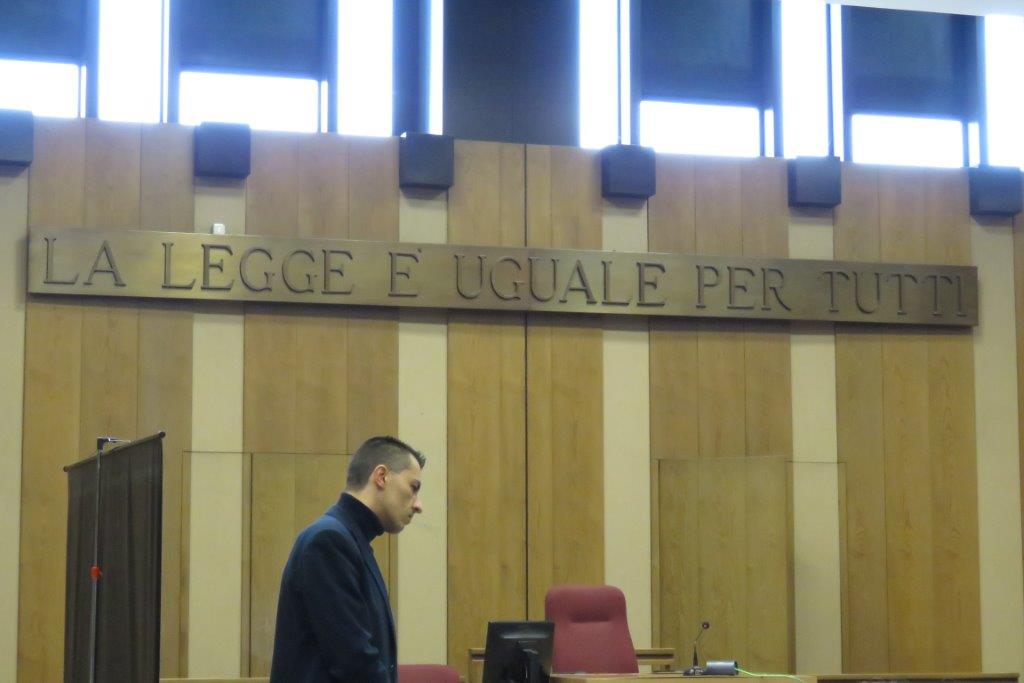 LA LEGGE E' UGUALE PER TUTTI